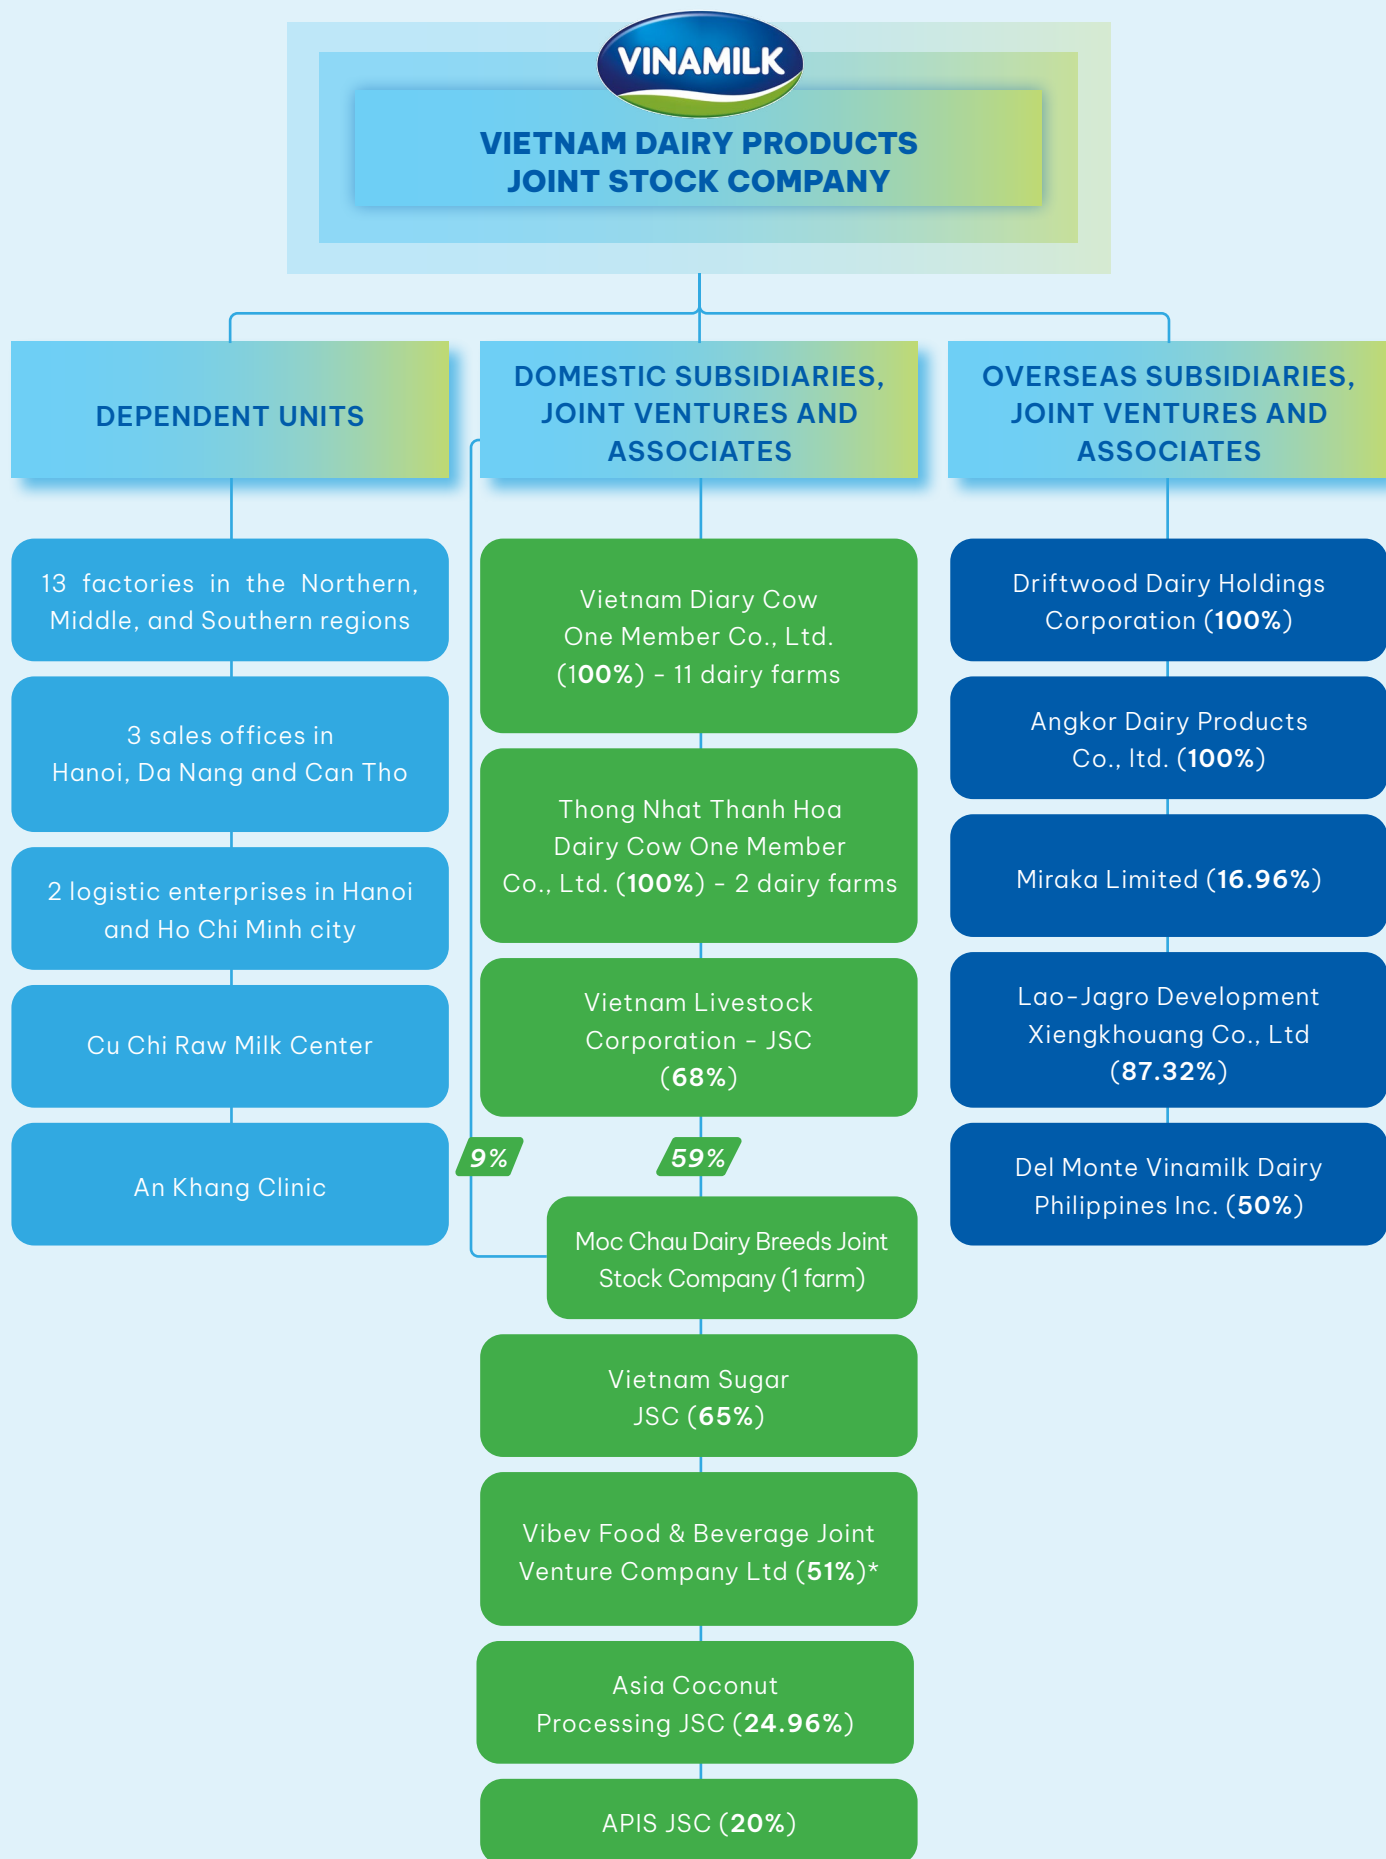 VINAMILK
VIETNAM DAIRY PRODUCTS
JOINT STOCK COMPANY
DEPENDENT UNITS
13 factories in the Northern,
Middle, and Southern regions
3 sales offices in
Hanoi, Da Nang and Can Tho
2 logistic enterprises in Hanoi
and Ho Chi Minh city
Cu Chi Raw Milk Center
An Khang Clinic
DOMESTIC SUBSIDIARIES,
JOINT VENTURES AND
ASSOCIATES
Vietnam Diary Cow
One Member Co., Ltd.
(100%) - 11 dairy farms
Thong Nhat Thanh Hoa
Dairy Cow One Member
Co., Ltd. (100%) - 2 dairy farms
Vietnam Livestock
Corporation - JSC
(68%)
9%
59%
Moc Chau Dairy Breeds Joint
Stock Company (1 farm)
Vietnam Sugar
JSC (65%)
Vibev Food & Beverage Joint
Venture Company Ltd (51%)*
Asia Coconut
Processing JSC (24.96%)
APIS JSC (20%)
OVERSEAS SUBSIDIARIES,
JOINT VENTURES AND
ASSOCIATES
Driftwood Dairy Holdings
Corporation (100%)
Angkor Dairy Products
Co., ltd. (100%)
Miraka Limited (16.96%)
Lao-Jagro Development
Xiengkhouang Co., Ltd
(87.32%)
Del Monte Vinamilk Dairy
Philippines Inc. (50%)